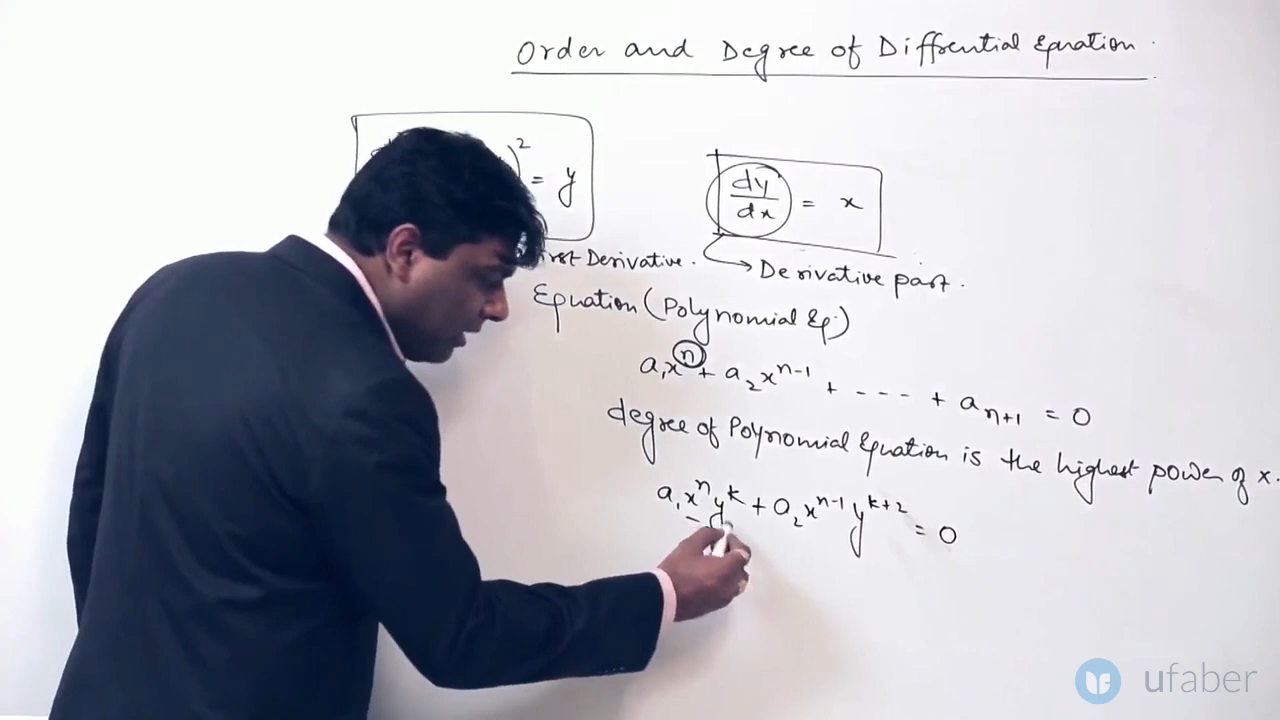 Order and Degree of Diffrential Equation.
)² = y
dy/dx = x
irst Derivative.
Derivative part.
Equation (Polynomial Eq.)
a₁xⁿ + a₂xⁿ⁻¹ + - - - + aₙ₊₁ = 0
degree of Polynomial Equation is the highest power of x.
a₁xⁿyᵏ + a₂xⁿ⁻¹yᵏ⁺² = 0
ufaber